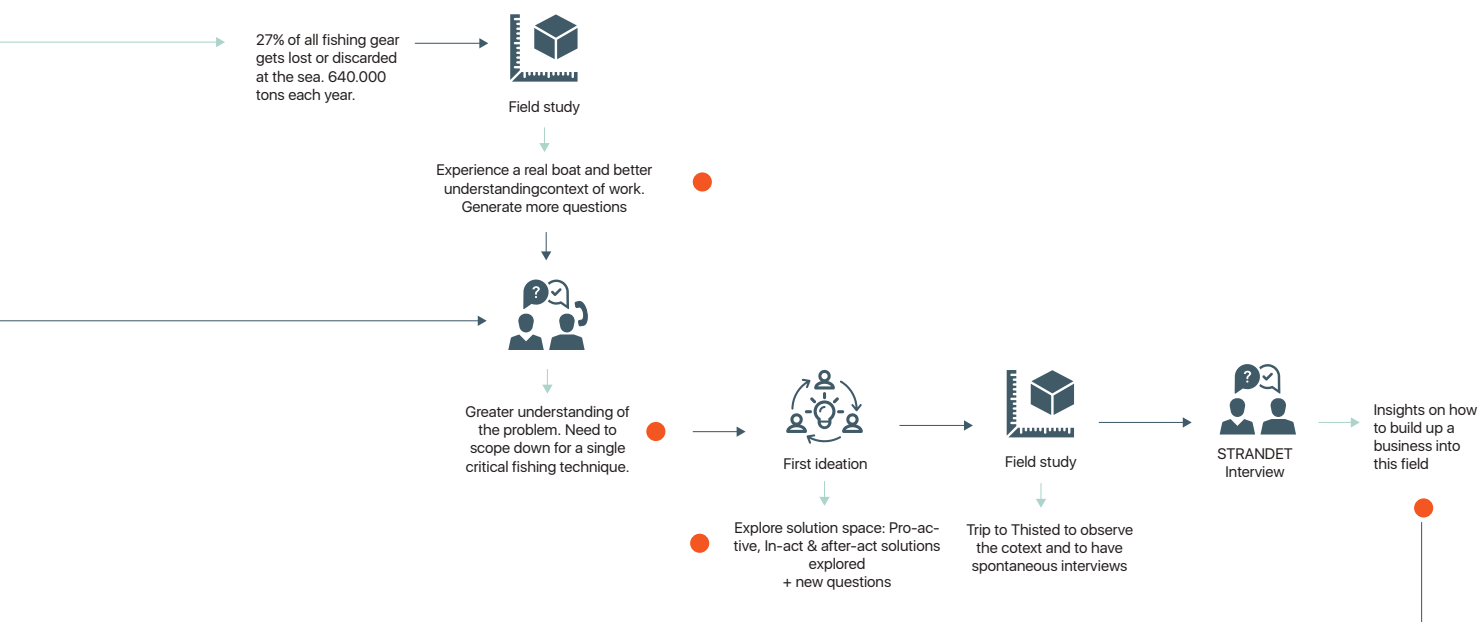 27% of all fishing gear
gets lost or discarded
at the sea. 640.000
tons each year.
Field study
Experience a real boat and better
understandingcontext of work.
Generate more questions
?
Greater understanding of
the problem. Need to
scope down for a single
critical fishing technique.
First ideation
Explore solution space: Pro-ac-
tive, In-act & after-act solutions
explored
+ new questions
Field study
Trip to Thisted to observe
the cotext and to have
spontaneous interviews
?
STRANDET
Interview
Insights on how
to build up a
business into
this field